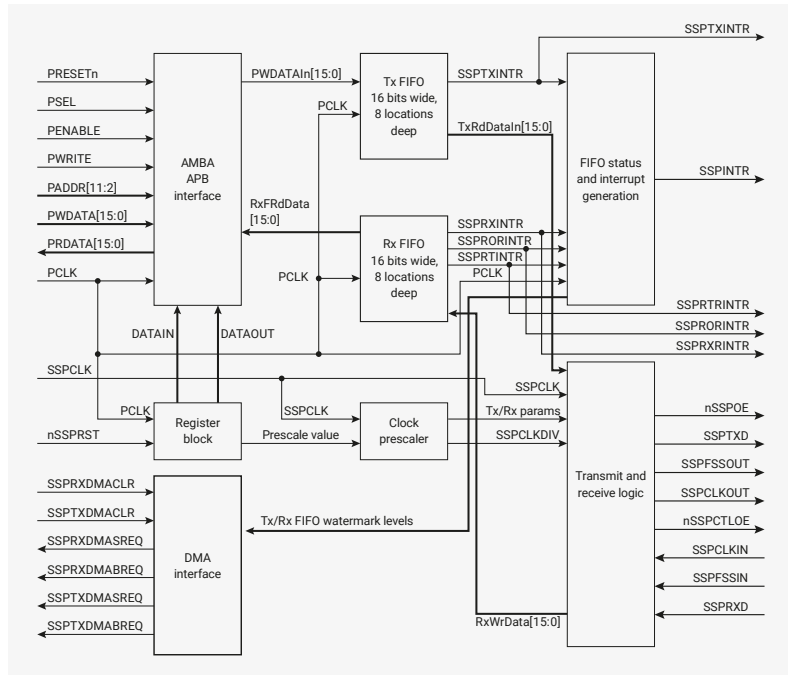 SSPTXINTR
PRESETn
PSEL
PENABLE
PWRITE
PADDR[11:2]
PWDATA[15:0]
PRDATA[15:0]
PCLK
AMBA
APB
interface
PWDATAIn[15:0]
PCLK
Tx FIFO
16 bits wide,
8 locations
deep
SSPTXINTR
TxRdDataIn[15:0]
FIFO status
and interrupt
generation
SSPINTR
RxFRdData
[15:0]
PCLK
Rx FIFO
16 bits wide,
8 locations
deep
SSPRXINTR
SSPRORINTR
SSPRTINTR
PCLK
SSPRTRINTR
SSPRORINTR
SSPRXRINTR
DATAIN
DATAOUT
SSPCLK
SSPCLK
PCLK
Register
block
SSPCLK
Prescale value
Clock
prescaler
Tx/Rx params
SSPCLKDIV
nSSPRST
Transmit and
receive logic
nSSPOE
SSPTXD
SSPFSSOUT
SSPCLKOUT
nSSPCTLOE
SSPCLKIN
SSPFSSIN
SSPRXD
SSPRXDMACLR
SSPTXDMACLR
SSPRXDMASREQ
SSPRXDMABREQ
SSPTXDMASREQ
SSPTXDMABREQ
DMA
interface
Tx/Rx FIFO watermark levels
RxWrData[15:0]